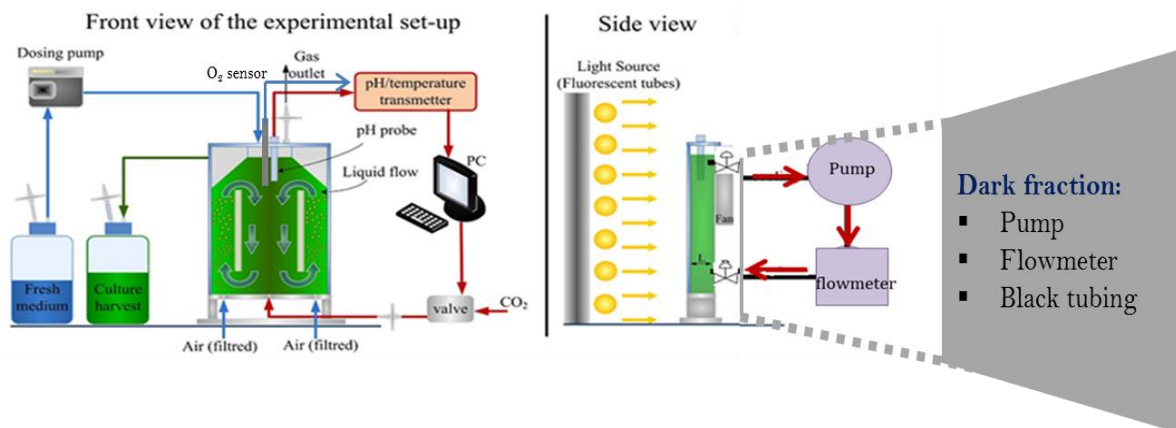 Front view of the experimental set-up
Dosing pump
O₂ sensor
Gas
outlet
pH/temperature
transmetter
pH probe
Liquid flow
PC
Fresh
medium
Culture
harvest
valve
CO₂
Air (filtred)
Air (filtred)
Side view
Light Source
(Fluorescent tubes)
Fan
L
Pump
flowmeter
Dark fraction:
▪ Pump
▪ Flowmeter
▪ Black tubing